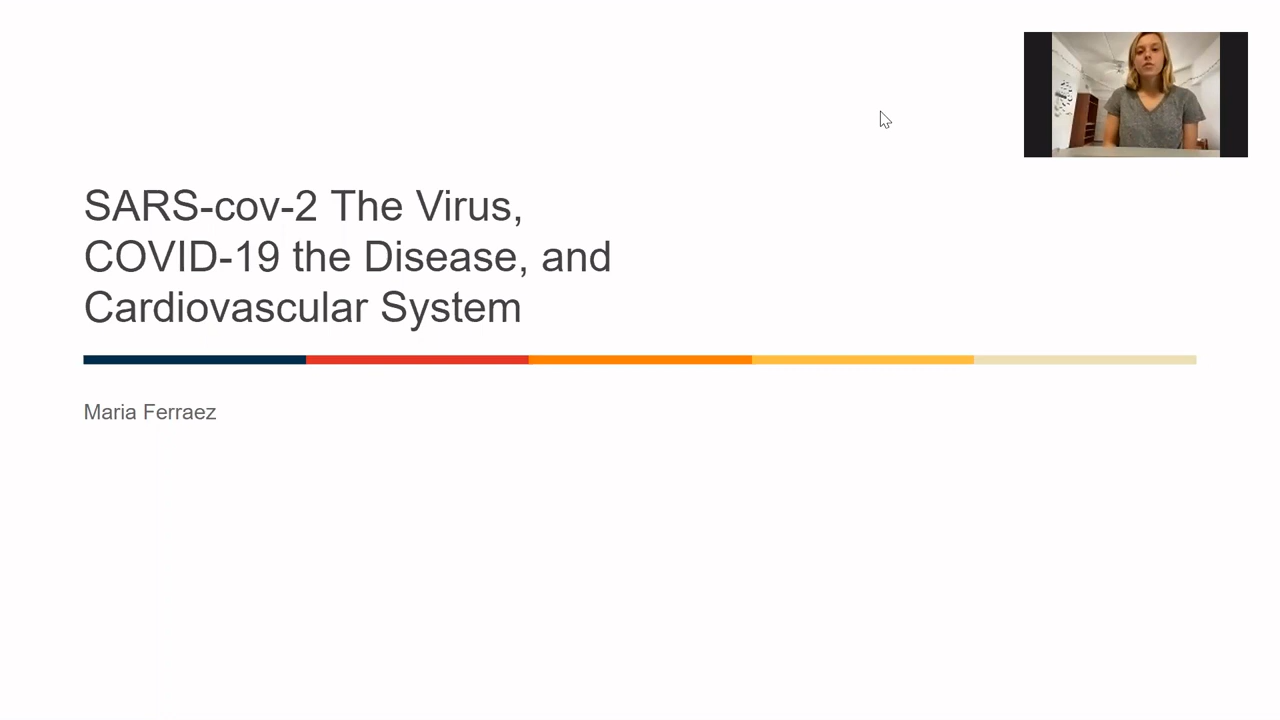 SARS-cov-2 The Virus,
COVID-19 the Disease, and
Cardiovascular System
Maria Ferraez